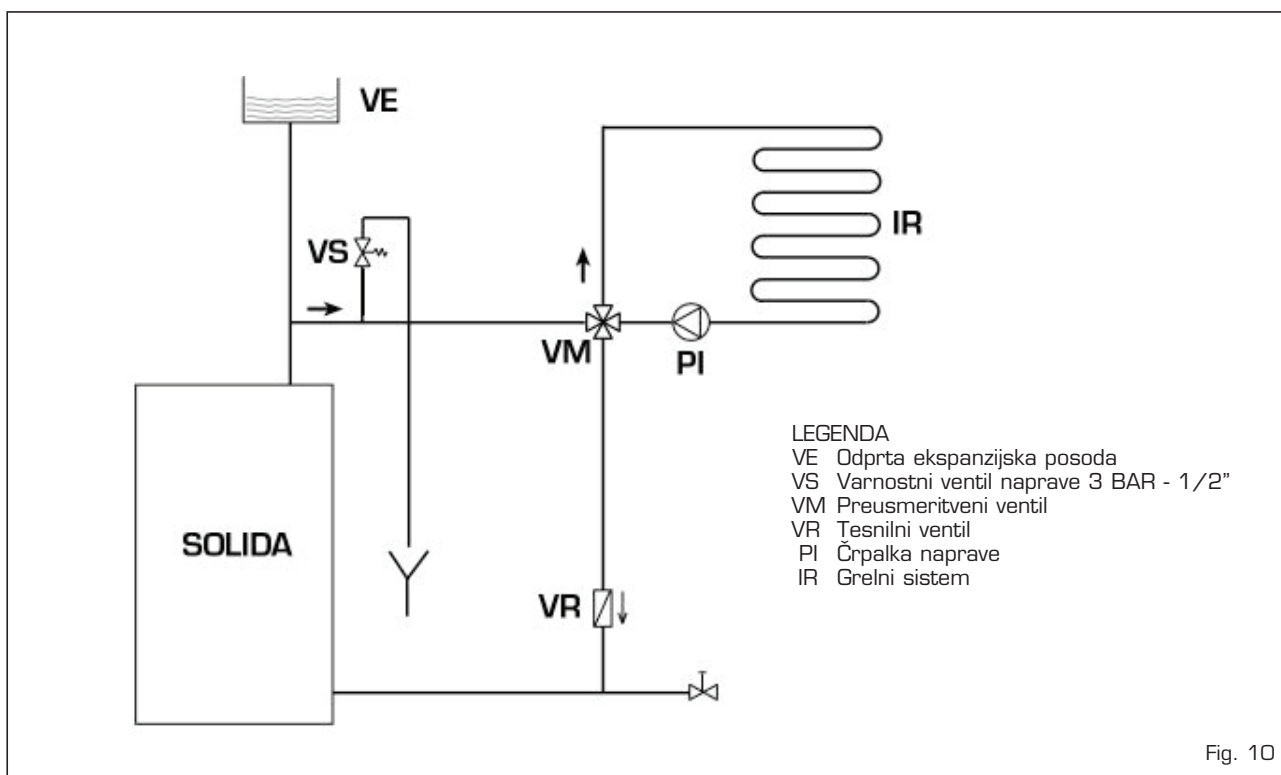 VE
VS
IR
VM
PI
SOLIDA
VR
LEGENDA
VE Odprta ekspanzijska posoda
VS Varnostni ventil naprave 3 BAR - 1/2"
VM Preusmeritveni ventil
VR Tesnilni ventil
PI Črpalka naprave
IR Grelni sistem
Fig. 10